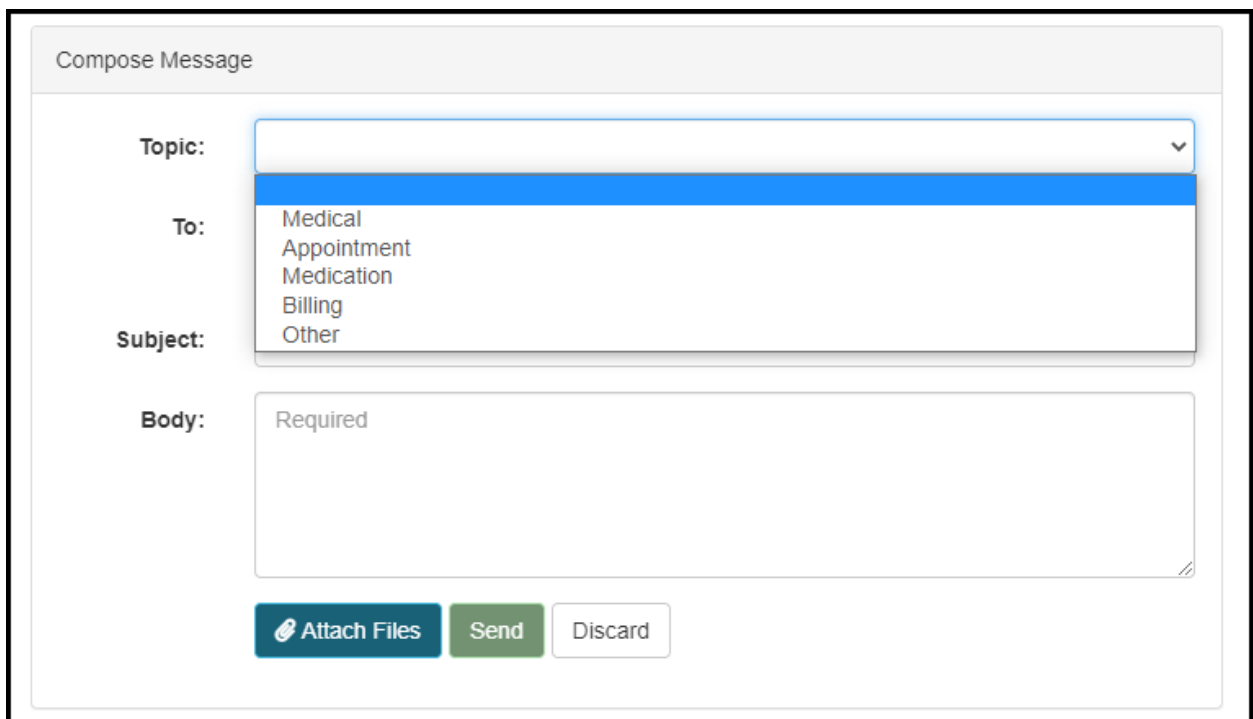 Compose Message
Topic:
To:
Medical
Appointment
Medication
Billing
Other
Subject:
Body:
Required
Attach Files
Send
Discard